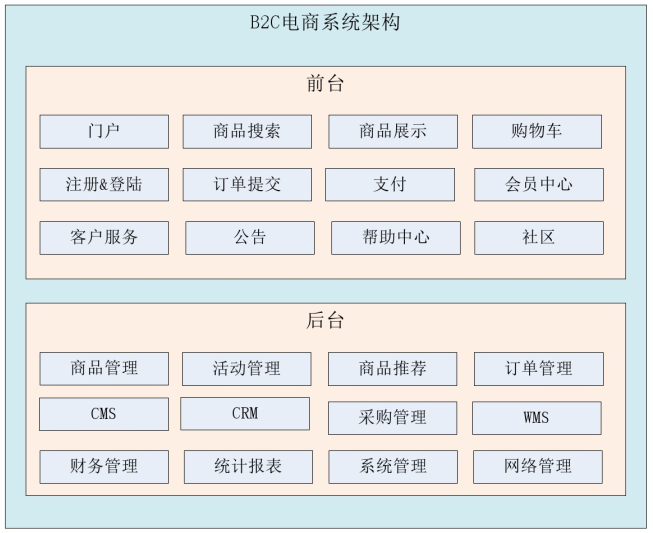 B2C电商系统架构
前台
门户 商品搜索 商品展示 购物车
注册&登陆 订单提交 支付 会员中心
客户服务 公告 帮助中心 社区
后台
商品管理 活动管理 商品推荐 订单管理
CMS CRM 采购管理 WMS
财务管理 统计报表 系统管理 网络管理